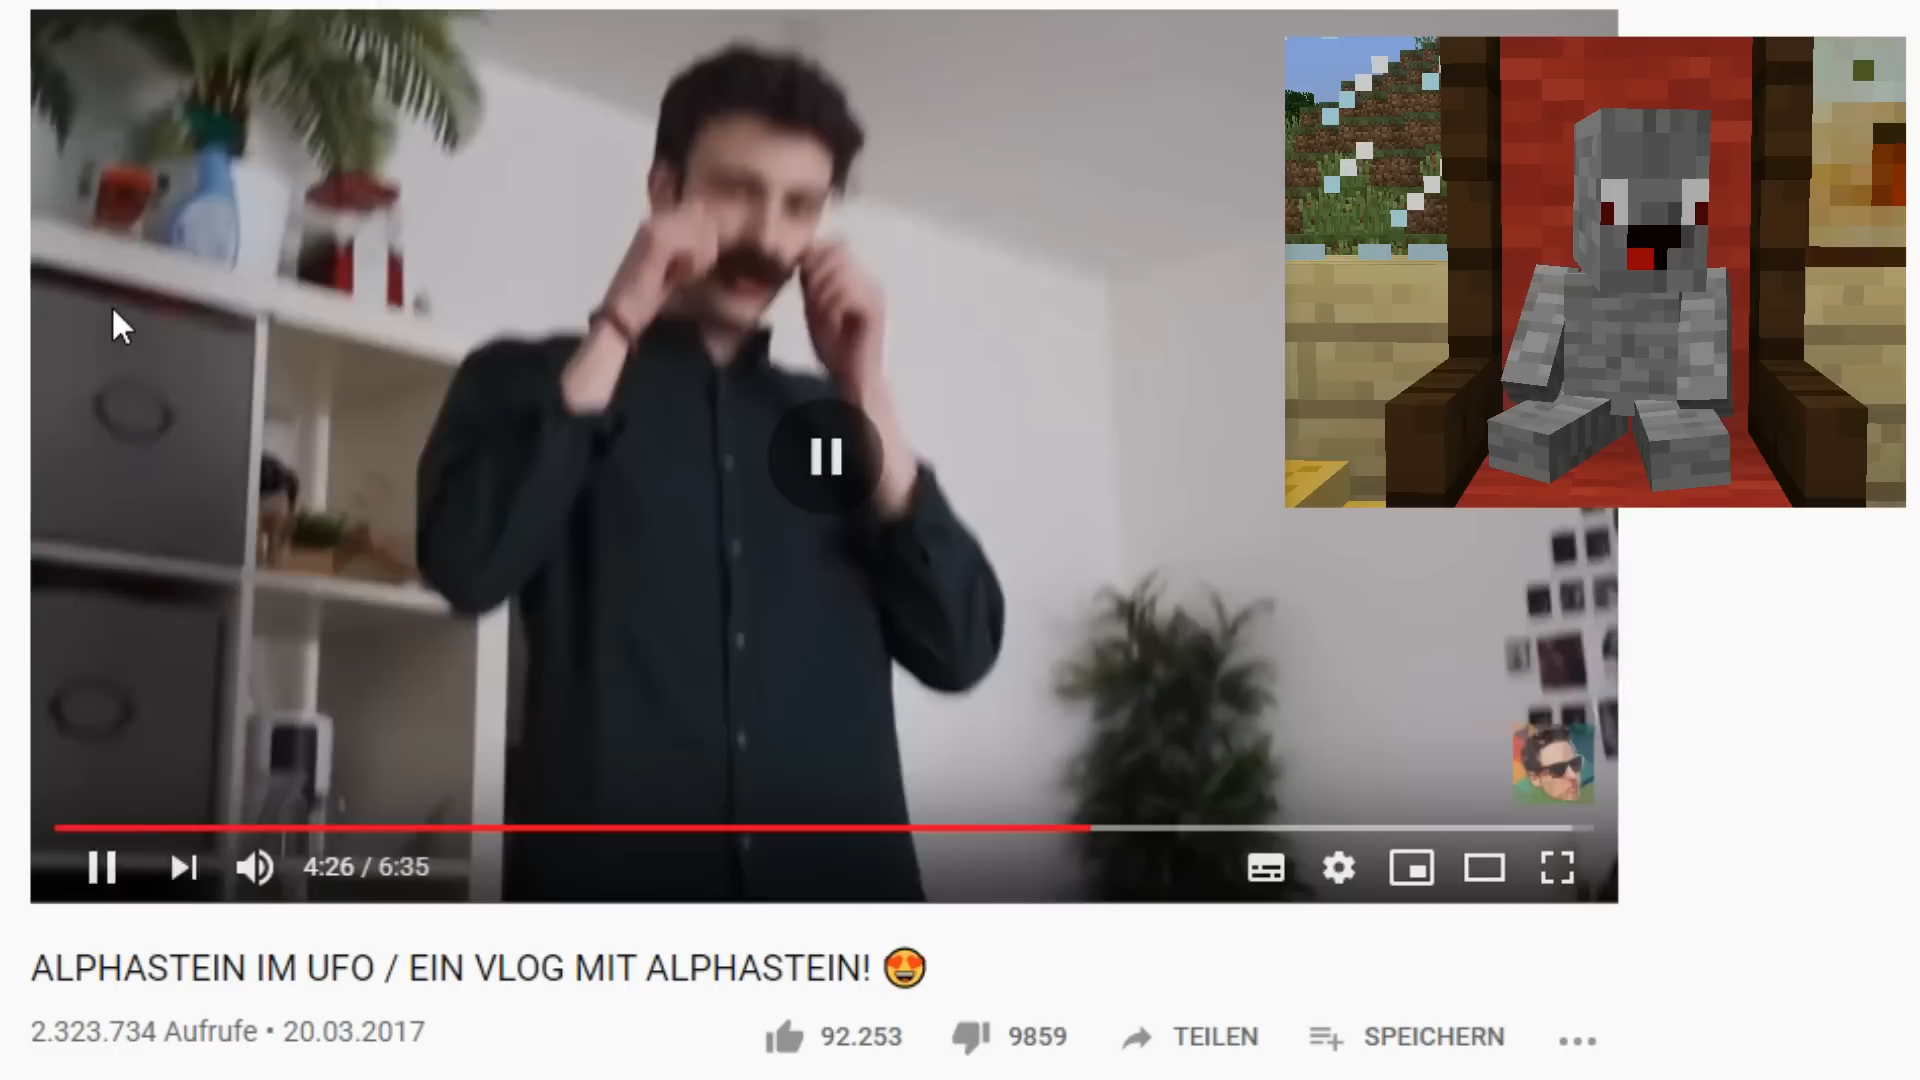 4:26 / 6:35
ALPHASTEIN IM UFO / EIN VLOG MIT ALPHASTEIN! 😍
2.323.734 Aufrufe • 20.03.2017
92.253
9859
TEILEN
SPEICHERN